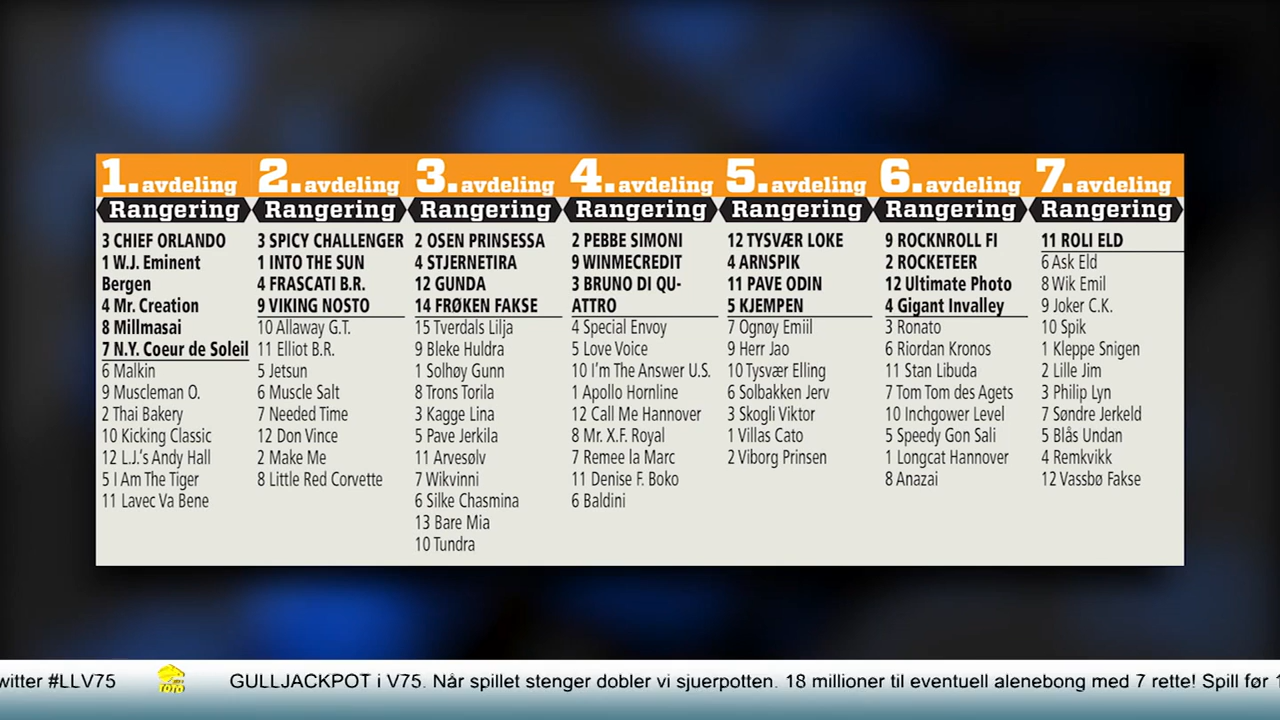 1. avdeling
Rangering
3 CHIEF ORLANDO
1 W.J. Eminent
Bergen
4 Mr. Creation
8 Millmasai
7 N.Y. Coeur de Soleil
6 Malkin
9 Muscleman O.
2 Thai Bakery
10 Kicking Classic
12 L.J.'s Andy Hall
5 I Am The Tiger
11 Lavec Va Bene
2. avdeling
Rangering
3 SPICY CHALLENGER
1 INTO THE SUN
4 FRASCATI B.R.
9 VIKING NOSTO
10 Allaway G.T.
11 Elliot B.R.
5 Jetsun
6 Muscle Salt
7 Needed Time
12 Don Vince
2 Make Me
8 Little Red Corvette
3. avdeling
Rangering
2 OSEN PRINSESSA
4 STJERNETIRA
12 GUNDA
14 FRØKEN FAKSE
15 Tverdals Lilja
9 Bleke Huldra
1 Solhøy Gunn
8 Trons Torila
3 Kagge Lina
5 Pave Jerkila
11 Arvesølv
7 Wikvinni
6 Silke Chasmina
13 Bare Mia
10 Tundra
4. avdeling
Rangering
2 PEBBE SIMONI
9 WINMECREDIT
3 BRUNO DI QU-
ATTRO
4 Special Envoy
5 Love Voice
10 I'm The Answer U.S.
1 Apollo Hornline
12 Call Me Hannover
8 Mr. X.F. Royal
7 Remee la Marc
11 Denise F. Boko
6 Baldini
5. avdeling
Rangering
12 TYSVÆR LOKE
4 ARNSPIK
11 PAVE ODIN
5 KJEMPEN
7 Ognøy Emiil
9 Herr Jao
10 Tysvær Elling
6 Solbakken Jerv
3 Skogli Viktor
1 Villas Cato
2 Viborg Prinsen
6. avdeling
Rangering
9 ROCKNROLL FI
2 ROCKETEER
12 Ultimate Photo
4 Gigant Invalley
3 Ronato
6 Riordan Kronos
11 Stan Libuda
7 Tom Tom des Agets
10 Inchgower Level
5 Speedy Gon Sali
1 Longcat Hannover
8 Anazai
7. avdeling
Rangering
11 ROLI ELD
6 Ask Eld
8 Wik Emil
9 Joker C.K.
10 Spik
1 Kleppe Snigen
2 Lille Jim
3 Philip Lyn
7 Søndre Jerkeld
5 Blås Undan
4 Remkvikk
12 Vassbø Fakse
witter #LLV75 TOTO GULLJACKPOT i V75. Når spillet stenger dobler vi sjuerpotten. 18 millioner til eventuell alenebong med 7 rette! Spill før 1